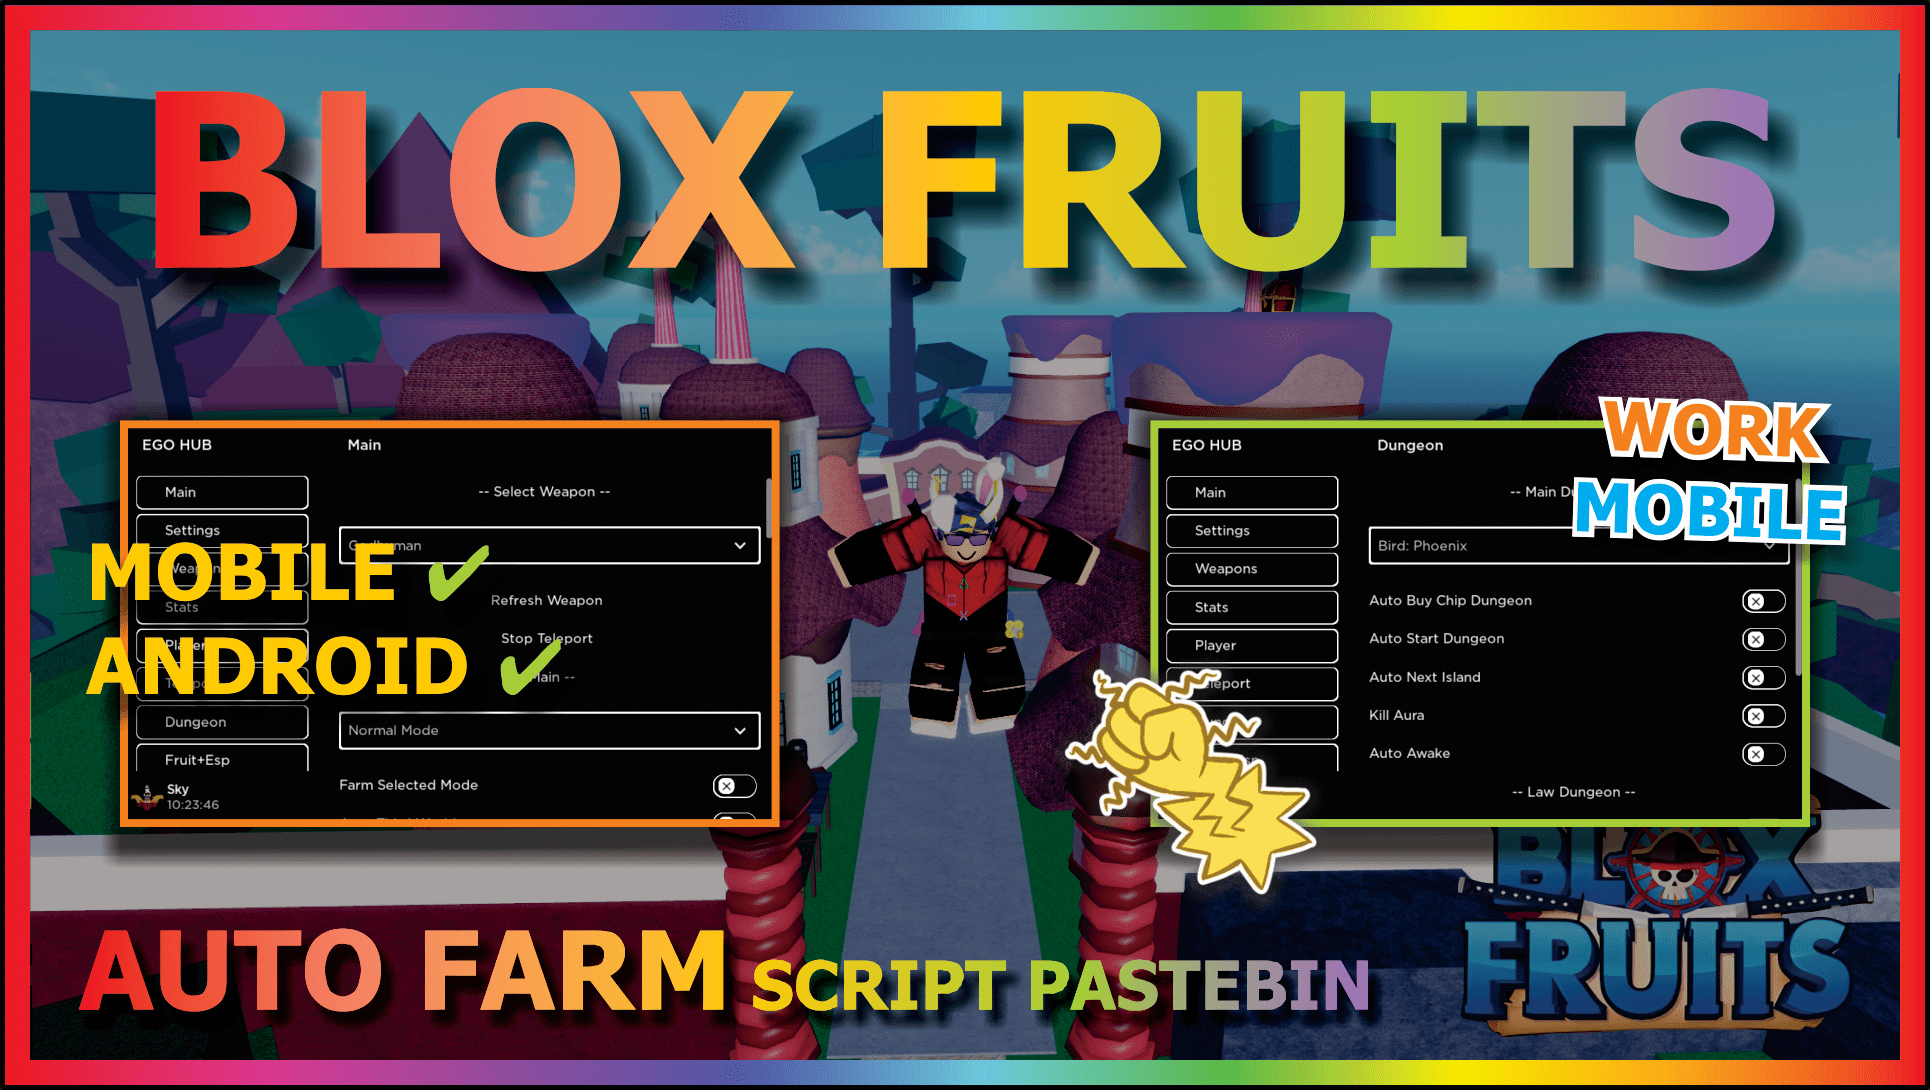 BLOX FRUITS
EGO HUB
Main
Main
Settings
Weapon
Stats
Player
Dungeon
Fruit+Esp
Sky
10:23:46
-- Select Weapon --
Godhuman
Refresh Weapon
Stop Teleport
Main --
Normal Mode
Farm Selected Mode
MOBILE ✔
ANDROID ✔
EGO HUB
Dungeon
Main
Settings
Weapons
Stats
Player
-- Main
Bird: Phoenix
Auto Buy Chip Dungeon
Auto Start Dungeon
Auto Next Island
Kill Aura
Auto Awake
-- Law Dungeon --
WORK
MOBILE
AUTO FARM SCRIPT PASTEBIN
BLOX
FRUITS